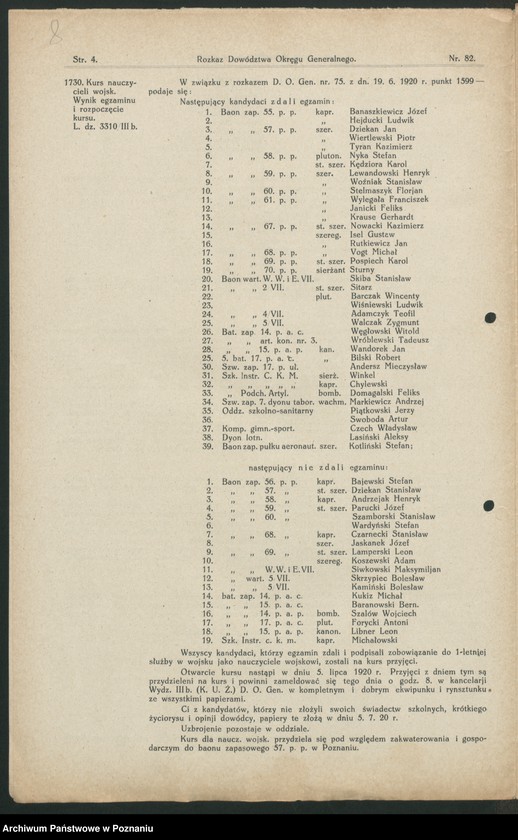 8
Str. 4. Rozkaz Dowództwa Okręgu Generalnego. Nr. 82.
1730. Kurs nauczy-
cieli wojsk.
Wynik egzaminu
i rozpoczęcie
kursu.
L. dz. 3310/III b.
W związku z rozkazem D. O. Gen. nr. 75. z dn. 19. 6. 1920 r. punkt 1599—
podaje się:
Następujący kandydaci zdali egzamin:
1. Baon zap. 55. p. p. kapr. Banaszkiewicz Józef
2. „ Hejducki Ludwik
3. „ „ 57. p. p. szer. Dziekan Jan
4. „ Wiertlewski Piotr
5. „ Tyran Kazimierz
6. „ „ 58. p. p. pluton. Nyka Stefan
7. st. szer. Kędziora Karol
8. „ „ 59. p. p. szer. Lewandowski Henryk
9. „ Woźniak Stanisław
10. „ „ 60. p. p. „ Stelmaszyk Florjan
11. „ „ 61. p. p. „ Wylegała Franciszek
12. „ Janicki Feliks
13. „ Krause Gerhardt
14. „ „ 67. p. p. st. szer. Nowacki Kazimierz
15. szereg. Isel Gustaw
16. „ Rutkiewicz Jan
17. „ „ 68. p. p. „ Vogt Michał
18. „ „ 69. p. p. st. szer. Pospiech Karol
19. „ „ 70. p. p. sierżant Sturny
20. Baon wart. W. W. i E. VII. Skiba Stanisław
21. „ „ 2 VII. st. szer. Sitarz
22. plut. Barczak Wincenty
23. Wiśniewski Ludwik
24. „ „ 4 VII. Adamczyk Teofil
25. „ „ 5 VII. Walczak Zygmunt
26. Bat. zap. 14. p. a. c. Węglowski Witold
27. „ „ art. kon. nr. 3. Wróblewski Tadeusz
28. „ „ 15. p. a. p. kan. Wandorek Jan
29. 5. bat. 17. p. a. c. „ Bilski Robert
30. Szw. zap. 17. p. ul. Andersz Mieczysław
31. Szk. Instr. C. K. M. sierż. Winkel
32. „ „ „ „ „ kapr. Chylewski
33. „ Podch. Artyl. bomb. Domagalski Feliks
34. Szw. zap. 7. dyonu tabor. wachm. Markiewicz Andrzej
35. Oddz. szkolno-sanitarny Piątkowski Jerzy
36. Swoboda Artur
37. Komp. gimn.-sport. Czech Władysław
38. Dyon lotn. Lasiński Aleksy
39. Baon zap. pułku aeronaut. szer. Kotliński Stefan;
następujący nie zdali egzaminu:
1. Baon zap. 56. p. p. kapr. Bajewski Stefan
2. „ „ 57. „ st. szer. Dziekan Stanisław
3. „ „ 58. „ kapr. Andrzejak Henryk
4. „ „ 59. „ st. szer. Parucki Józef
5. „ „ 60. „ Szamborski Stanisław
6. Wardyński Stefan
7. „ „ 68. „ kapr. Czarnecki Stanisław
8. szer. Jaskanek Józef
9. „ „ 69. „ st. szer. Lamperski Leon
10. szereg. Koszewski Adam
11. „ „ W. W. i E. VII. Siwkowski Maksymiljan
12. „ wart. 5 VII. Skrzypiec Bolesław
13. „ „ 5 VII. Kamiński Bolesław
14. bat. zap. 14. p. a. c. Kukiz Michał
15. „ „ 15. p. a. c. Baranowski Bern.
16. „ „ 14. p. a. p. bomb. Szalów Wojciech
17. „ „ 17. p. a. c. plut. Forycki Antoni
18. „ „ 15. p. a. p. kanon. Libner Leon
19. Szk. Instr. c. k. m. kapr. Michałowski
Wszyscy kandydaci, którzy egzamin zdali i podpisali zobowiązanie do 1-letniej
służby w wojsku jako nauczyciele wojskowi, zostali na kurs przyjęci.
Otwarcie kursu nastąpi w dniu 5. lipca 1920 r. Przyjęci z dniem tym są
przydzieleni na kurs i powinni zameldować się tego dnia o godz. 8. w kancelarji
Wydz. III b. (K. U. Ż.) D. O. Gen. w kompletnym i dobrym ekwipunku i rynsztunku
ze wszystkimi papierami.
Ci z kandydatów, którzy nie złożyli swoich świadectw szkolnych, krótkiego
życiorysu i opinji dowódcy, papiery te złożą w dniu 5. 7. 20 r.
Uzbrojenie pozostaje w oddziale.
Kurs dla naucz. wojsk. przydziela się pod względem zakwaterowania i gospo-
darczym do baonu zapasowego 57. p. p. w Poznaniu.
Archiwum Państwowe w Poznaniu